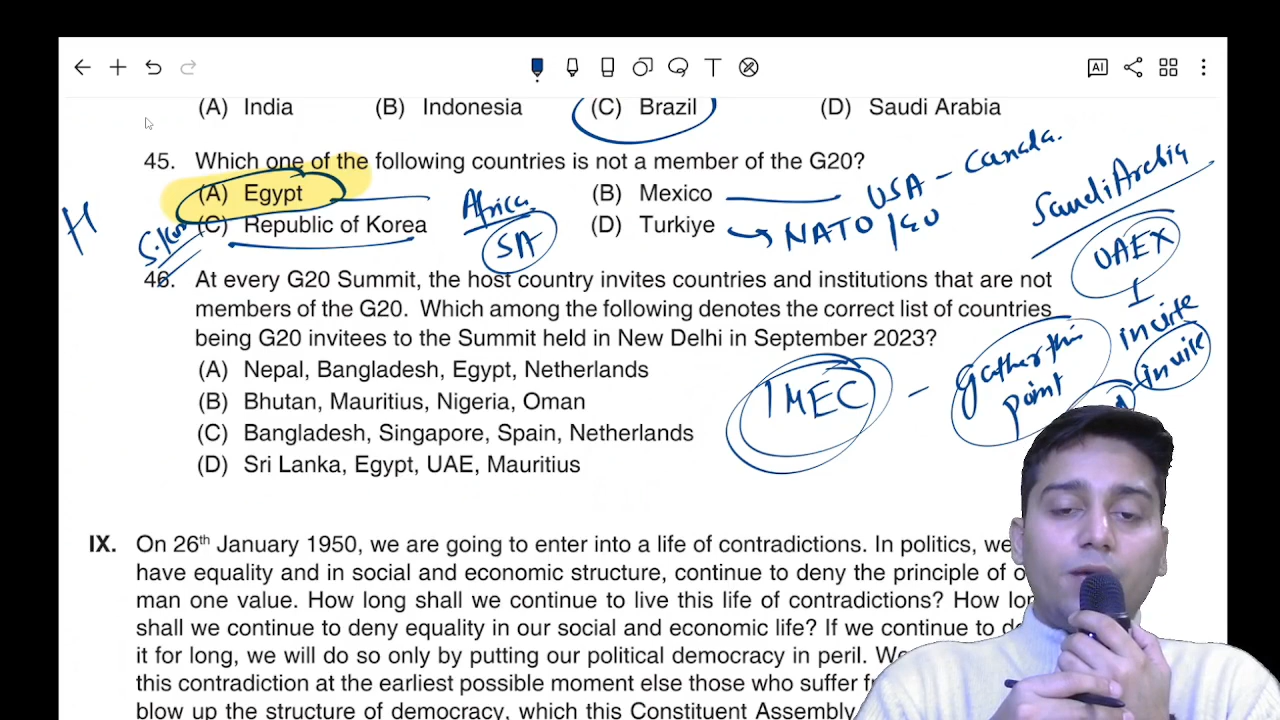 (A) India (B) Indonesia (C) Brazil (D) Saudi Arabia
45. Which one of the following countries is not a member of the G20?
(A) Egypt (B) Mexico
(C) Republic of Korea (D) Turkiye
H
Africa.
SA
USA - Canada.
NATO
Saudi Arabia
UAE X
I
invite
invite
46. At every G20 Summit, the host country invites countries and institutions that are not
members of the G20. Which among the following denotes the correct list of countries
being G20 invitees to the Summit held in New Delhi in September 2023?
(A) Nepal, Bangladesh, Egypt, Netherlands
(B) Bhutan, Mauritius, Nigeria, Oman
(C) Bangladesh, Singapore, Spain, Netherlands
(D) Sri Lanka, Egypt, UAE, Mauritius
IMEC - Gather this
point
IX. On 26th January 1950, we are going to enter into a life of contradictions. In politics, we
have equality and in social and economic structure, continue to deny the principle of
man one value. How long shall we continue to live this life of contradictions? How
shall we continue to deny equality in our social and economic life? If we continue to
it for long, we will do so only by putting our political democracy in peril.
this contradiction at the earliest possible moment else those who suffer
blow up the structure of democracy, which this Constituent Assembly
AI
T